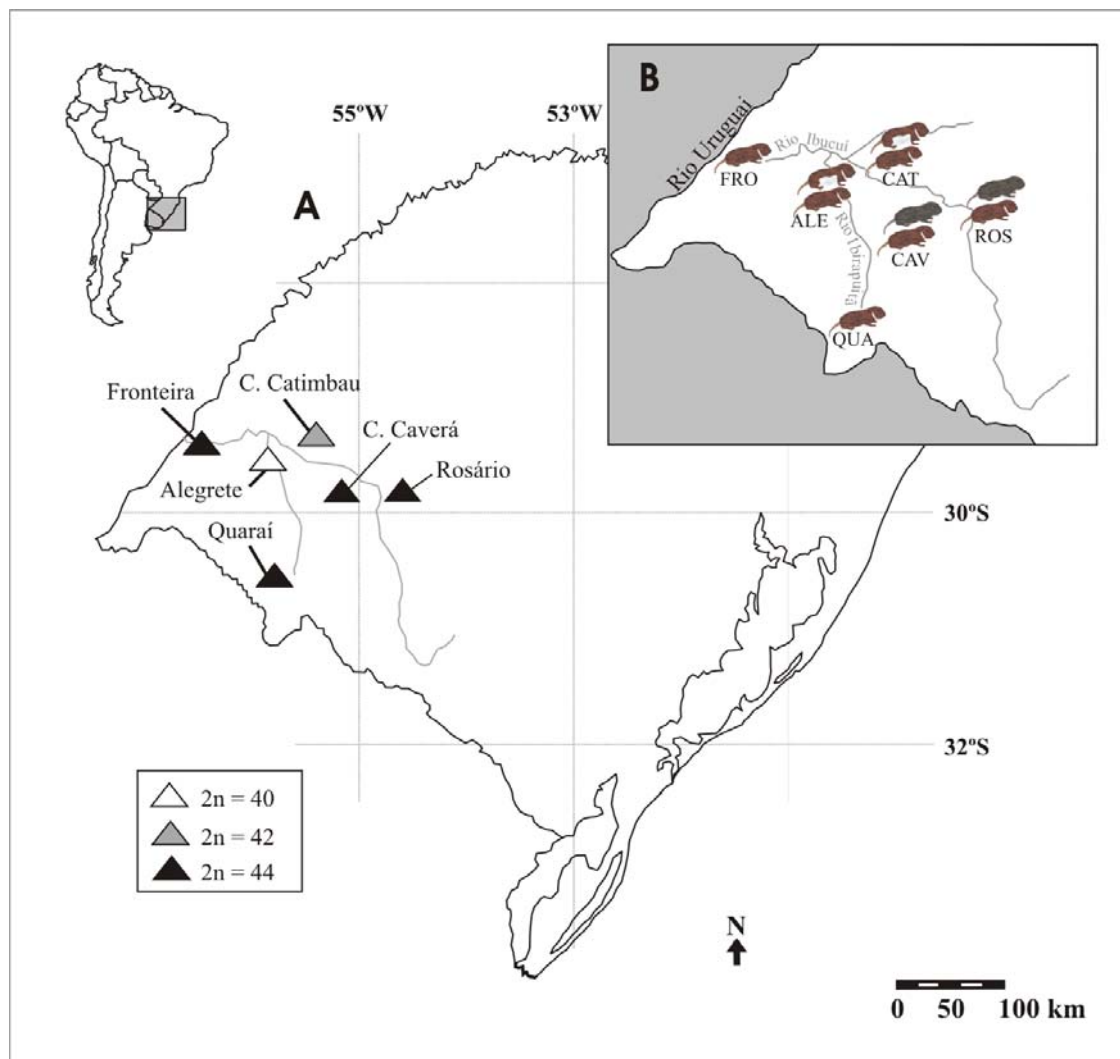 A
55ºW
53ºW
30ºS
32ºS
Fronteira
C. Catimbau
C. Caverá
Rosário
Alegrete
Quaraí
2n = 40
2n = 42
2n = 44
N
0 50 100 km
B
Rio Uruguai
Rio Ibucuí
Rio Ibirapuitã
FRO
CAT
ALE
CAV
ROS
QUA